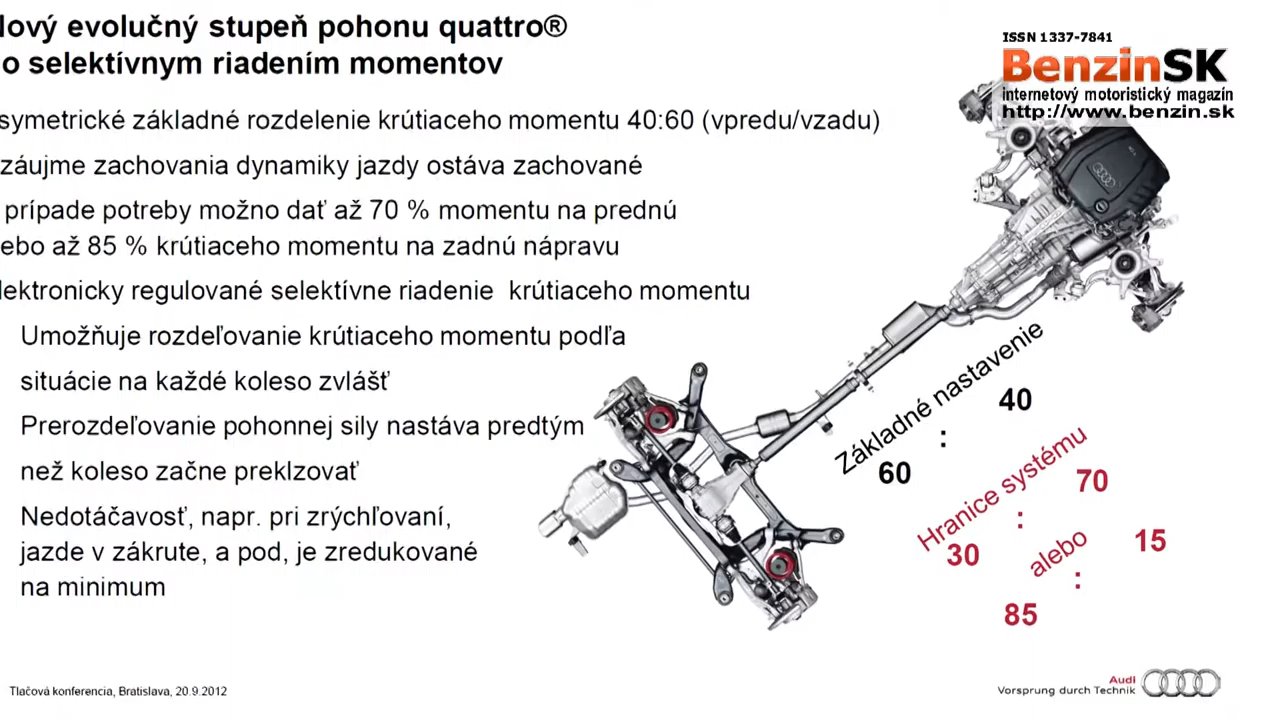 lový evolučný stupeň pohonu quattro®
o selektívnym riadením momentov
symetrické základné rozdelenie krútiaceho momentu 40:60 (vpredu/vzadu)
záujme zachovania dynamiky jazdy ostáva zachované
prípade potreby možno dať až 70 % momentu na prednú
ebo až 85 % krútiaceho momentu na zadnú nápravu
lektronicky regulované selektívne riadenie krútiaceho momentu
Umožňuje rozdeľovanie krútiaceho momentu podľa
situácie na každé koleso zvlášť
Prerozdeľovanie pohonnej sily nastáva predtým
než koleso začne preklzovať
Nedotáčavosť, napr. pri zrýchľovaní,
jazde v zákrute, a pod, je zredukované
na minimum
ISSN 1337-7841
BenzinSK
internetový motoristický magazín
http://www.benzin.sk
Základné nastavenie
60 : 40
Hranice systému
30 : 70
alebo
85 : 15
Tlačová konferencia, Bratislava, 20.9.2012
Audi
Vorsprung durch Technik